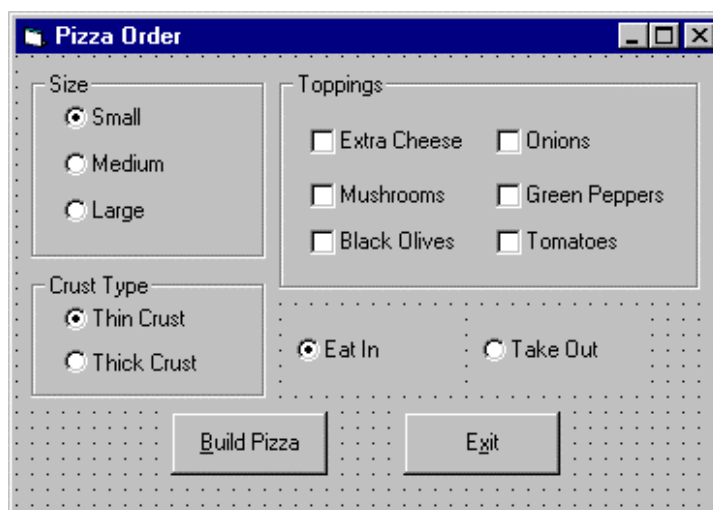 Pizza Order
Size
Small
Medium
Large
Toppings
Extra Cheese
Onions
Mushrooms
Green Peppers
Black Olives
Tomatoes
Crust Type
Thin Crust
Thick Crust
Eat In
Take Out
Build Pizza
Exit